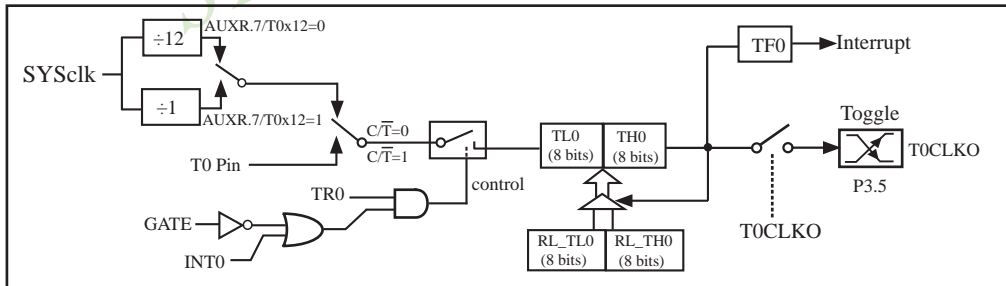 ÷12
AUXR.7/T0x12=0
SYSclk
÷1
AUXR.7/T0x12=1
C/T̅=0
C/T̅=1
T0 Pin
control
TR0
GATE
INT0
TL0
(8 bits)
TH0
(8 bits)
RL_TL0
(8 bits)
RL_TH0
(8 bits)
TF0
Interrupt
Toggle
T0CLKO
P3.5
T0CLKO